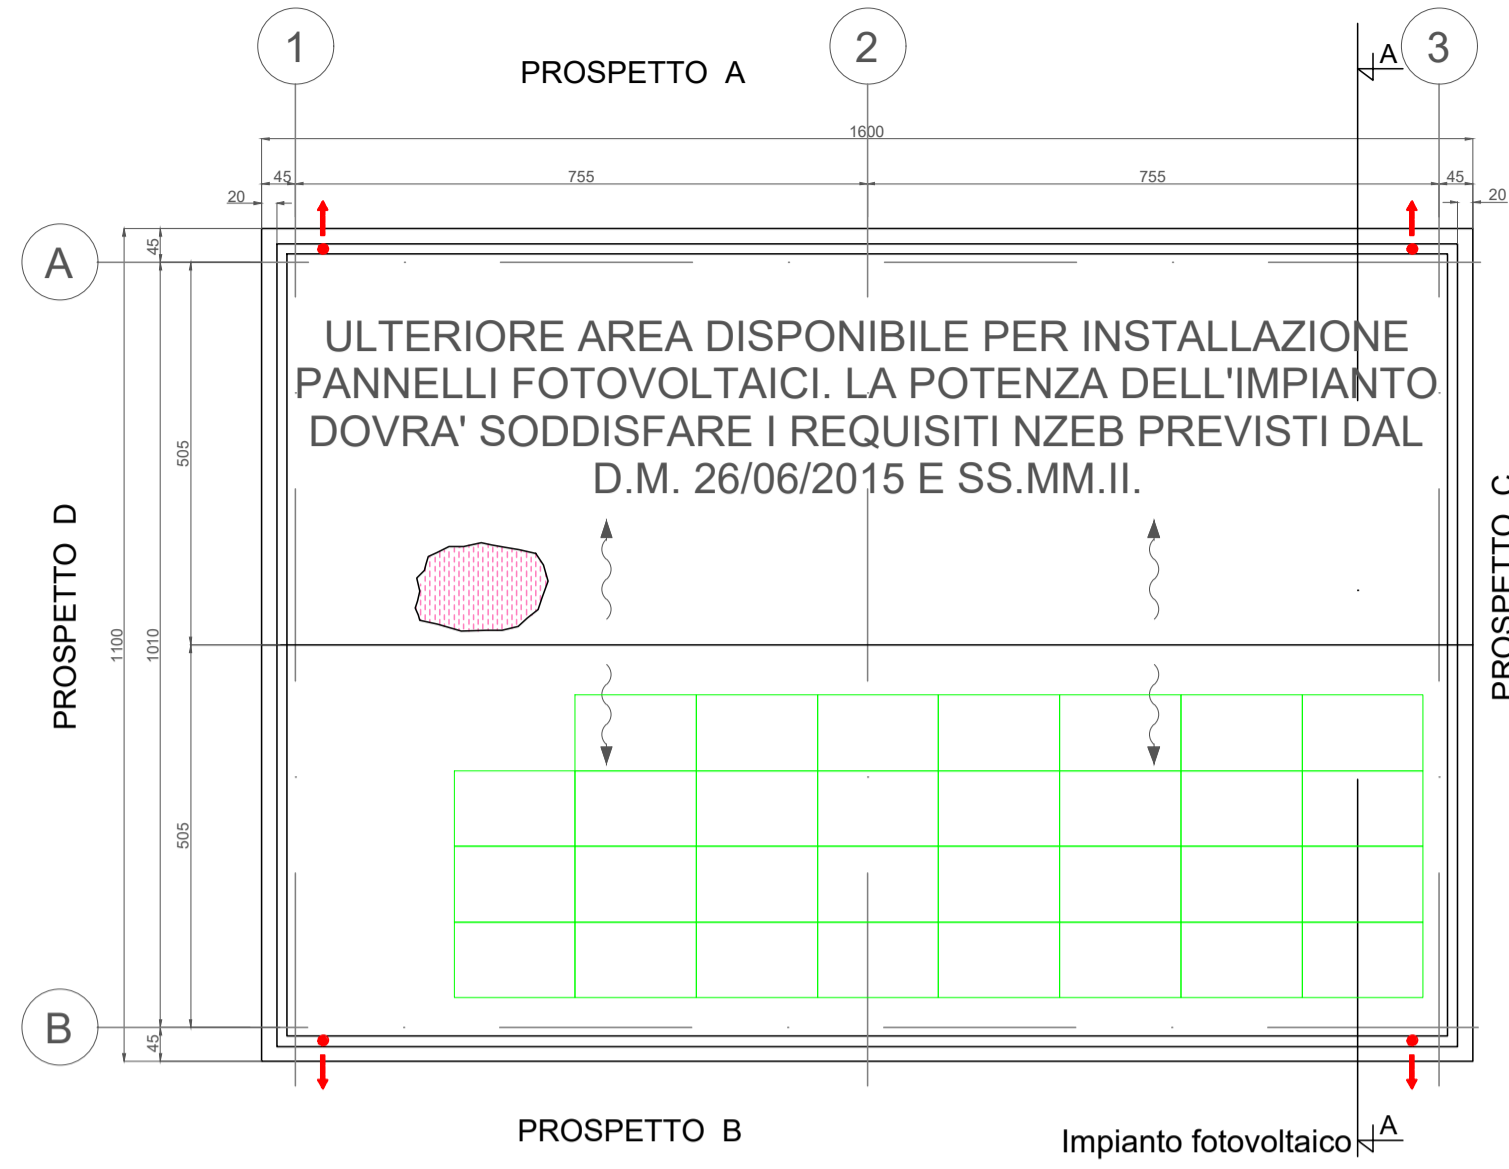 1
2
3
PROSPETTO A
A
1600
45
755
755
45
20
20
A
45
ULTERIORE AREA DISPONIBILE PER INSTALLAZIONE
PANNELLI FOTOVOLTAICI. LA POTENZA DELL'IMPIANTO
DOVRA' SODDISFARE I REQUISITI NZEB PREVISTI DAL
D.M. 26/06/2015 E SS.MM.II.
505
PROSPETTO D
1100
1010
PROSPETTO C
505
B
45
PROSPETTO B
Impianto fotovoltaico
A